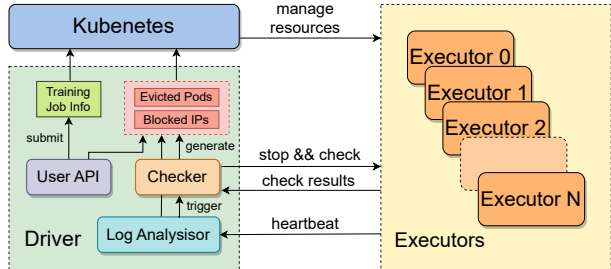 Kubenetes
manage
resources
Training
Job Info
Evicted Pods
Blocked IPs
submit
generate
User API
Checker
stop && check
check results
trigger
Log Analysisor
heartbeat
Driver
Executor 0
Executor 1
Executor 2
Executor N
Executors